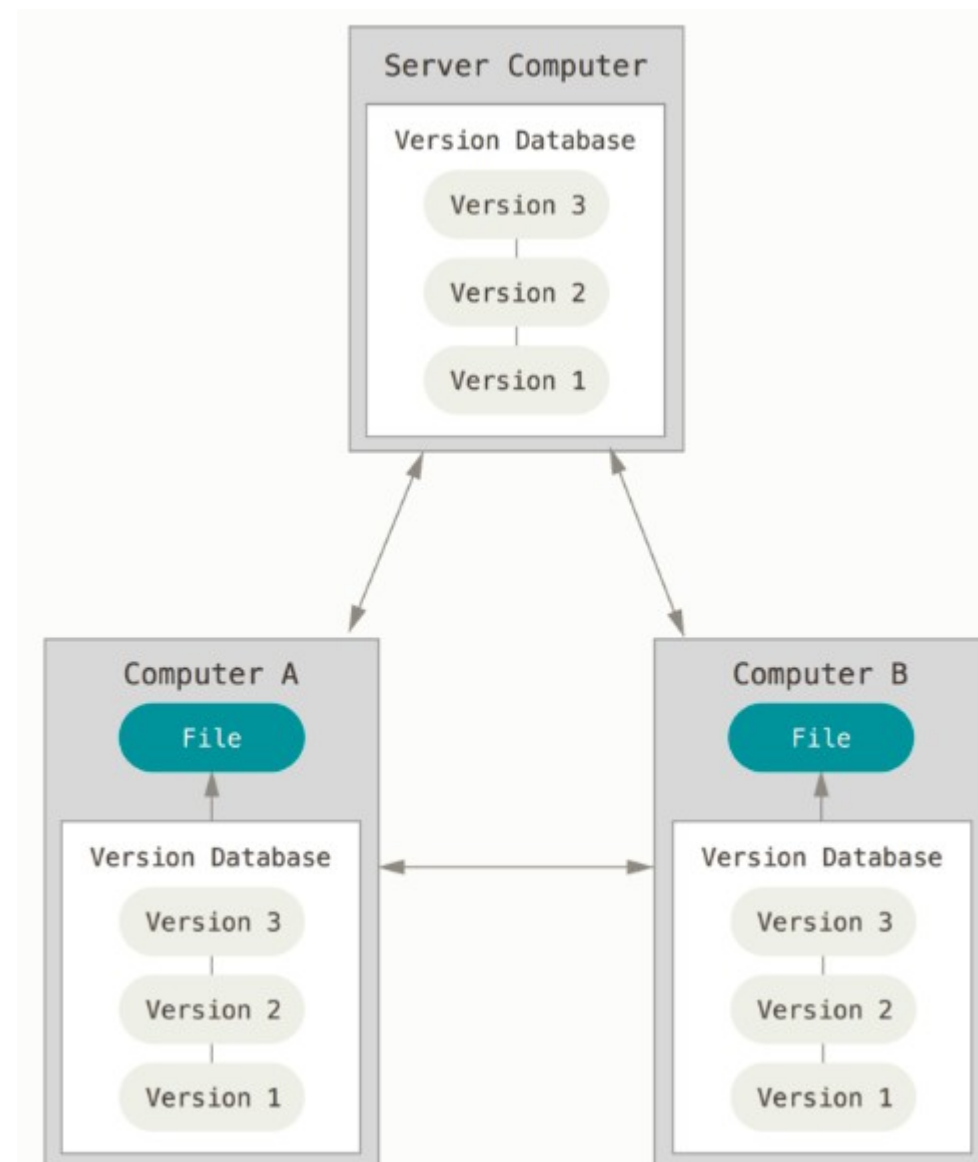 Server Computer
Version Database
Version 3
Version 2
Version 1
Computer A
File
Version Database
Version 3
Version 2
Version 1
Computer B
File
Version Database
Version 3
Version 2
Version 1